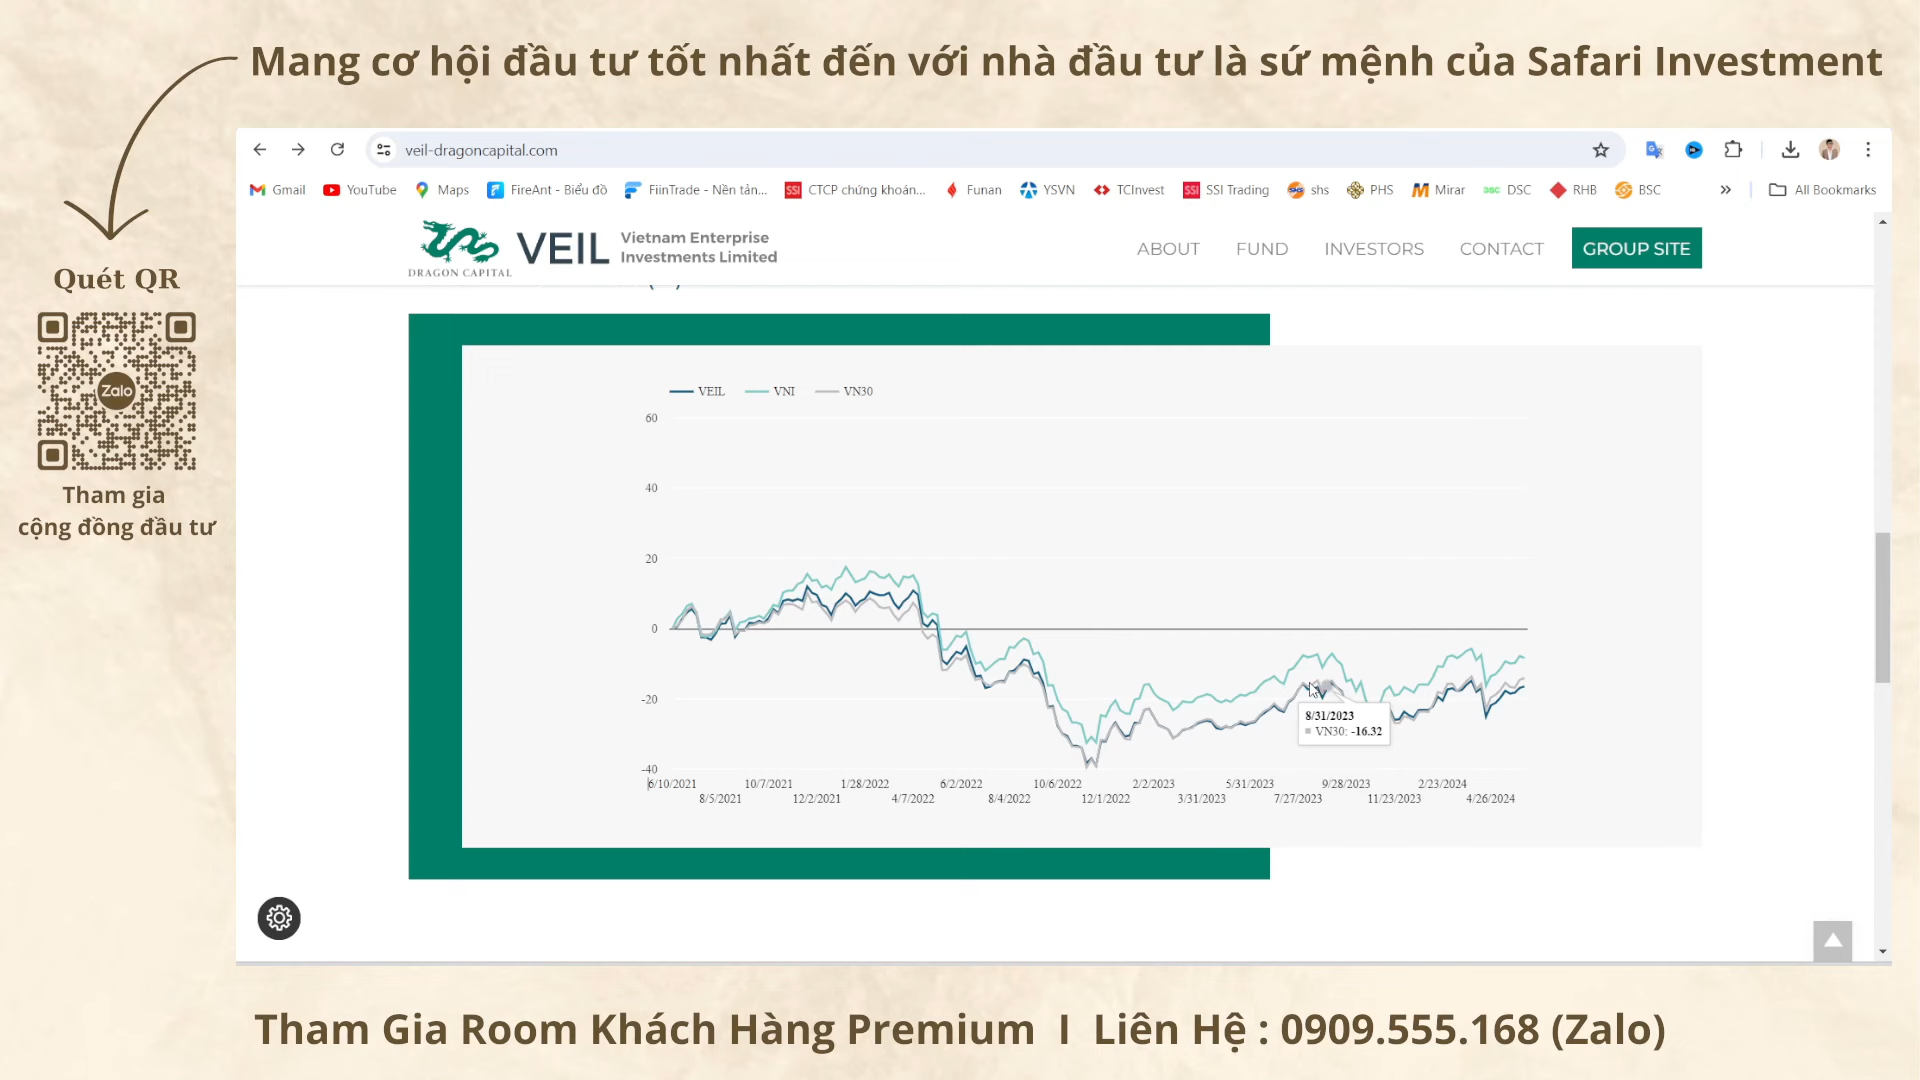 Mang cơ hội đầu tư tốt nhất đến với nhà đầu tư là sứ mệnh của Safari Investment
Quét QR
Zalo
Tham gia
cộng đồng đầu tư
veil-dragoncapital.com
Gmail YouTube Maps FireAnt - Biểu đồ FiinTrade - Nền tản... CTCP chứng khoán... Funan YSVN TCInvest SSI Trading shs PHS Mirar DSC RHB BSC » All Bookmarks
DRAGON CAPITAL
VEIL
Vietnam Enterprise
Investments Limited
ABOUT FUND INVESTORS CONTACT GROUP SITE
VEIL VNI VN30
60
40
20
0
-20
-40
8/31/2023
VN30: -16.32
6/10/2021 10/7/2021 1/28/2022 6/2/2022 10/6/2022 2/2/2023 5/31/2023 9/28/2023 2/23/2024
8/5/2021 12/2/2021 4/7/2022 8/4/2022 12/1/2022 3/31/2023 7/27/2023 11/23/2023 4/26/2024
Tham Gia Room Khách Hàng Premium I Liên Hệ : 0909.555.168 (Zalo)